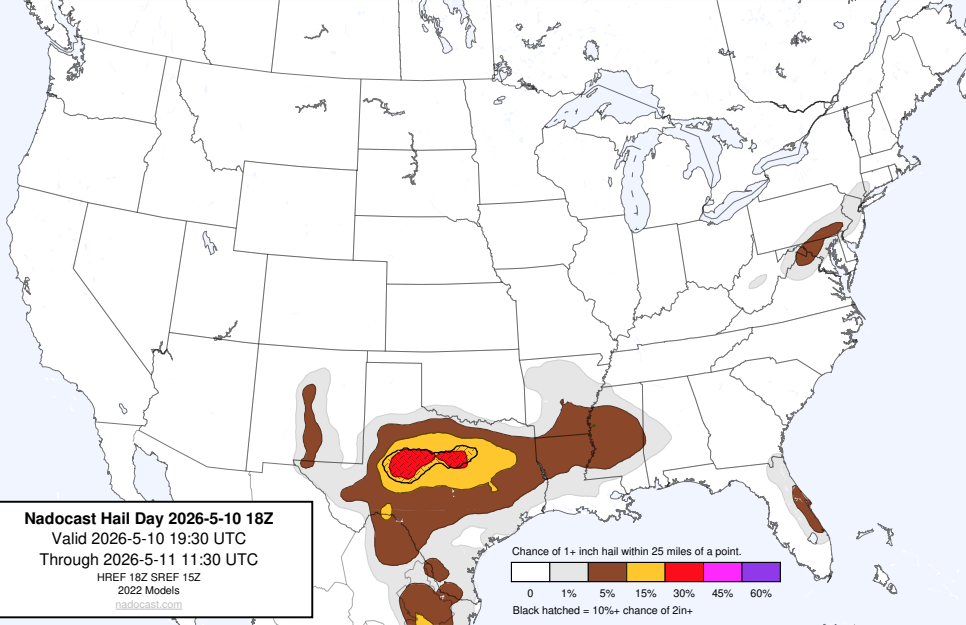 Nadocast Hail Day 2026-5-10 18Z
Valid 2026-5-10 19:30 UTC
Through 2026-5-11 11:30 UTC
HREF 18Z SREF 15Z
2022 Models
nadocast.com
Chance of 1+ inch hail within 25 miles of a point.
0 1% 5% 15% 30% 45% 60%
Black hatched = 10%+ chance of 2in+